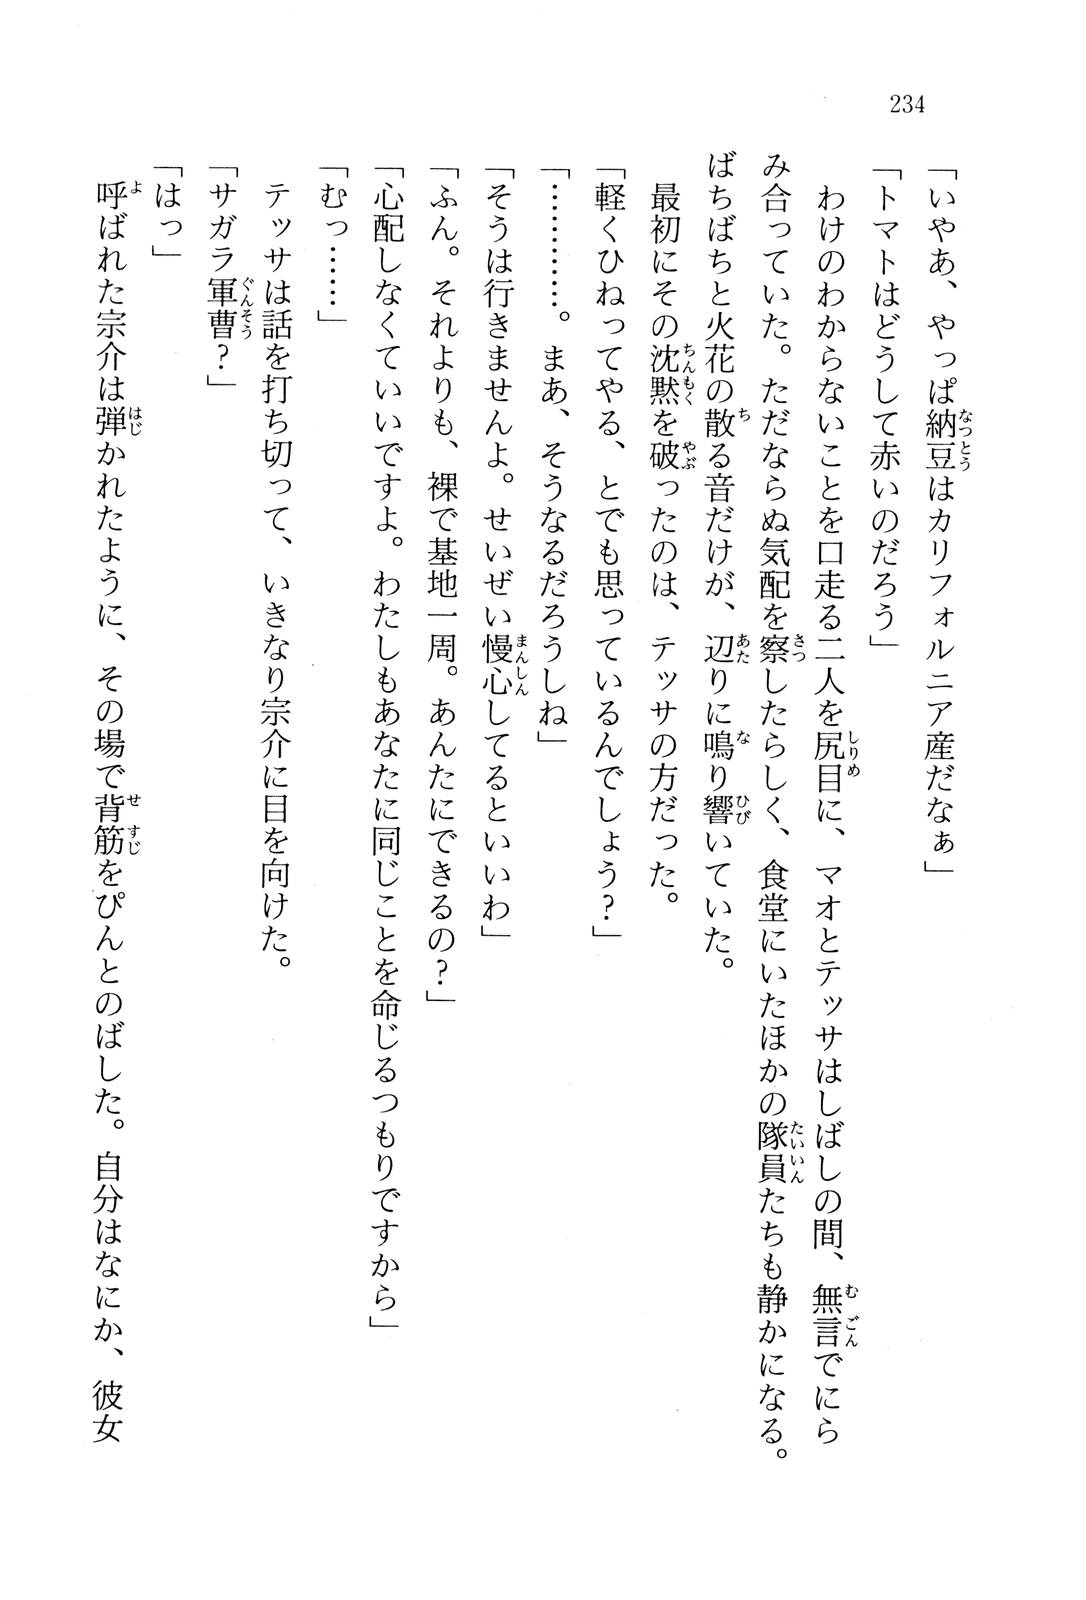 234
「いやあ、やっぱ納豆はカリフォルニア産だなぁ」
「トマトはどうして赤いのだろう」
わけのわからないことを口走る二人を尻目に、マオとテッサはしばしの間、無言でにら
み合っていた。ただならぬ気配を察したらしく、食堂にいたほかの隊員たちも静かになる。
ばちばちと火花の散る音だけが、辺りに鳴り響いていた。
最初にその沈黙を破ったのは、テッサの方だった。
「軽くひねってやる、とでも思っているんでしょう?」
「…………。まあ、そうなるだろうしね」
「そうは行きませんよ。せいぜい慢心してるといいわ」
「ふん。それよりも、裸で基地一周。あんたにできるの?」
「心配しなくていいですよ。わたしもあなたに同じことを命じるつもりですから」
「むっ……」
テッサは話を打ち切って、いきなり宗介に目を向けた。
「サガラ軍曹?」
「はっ」
呼ばれた宗介は弾かれたように、その場で背筋をぴんとのばした。自分はなにか、彼女